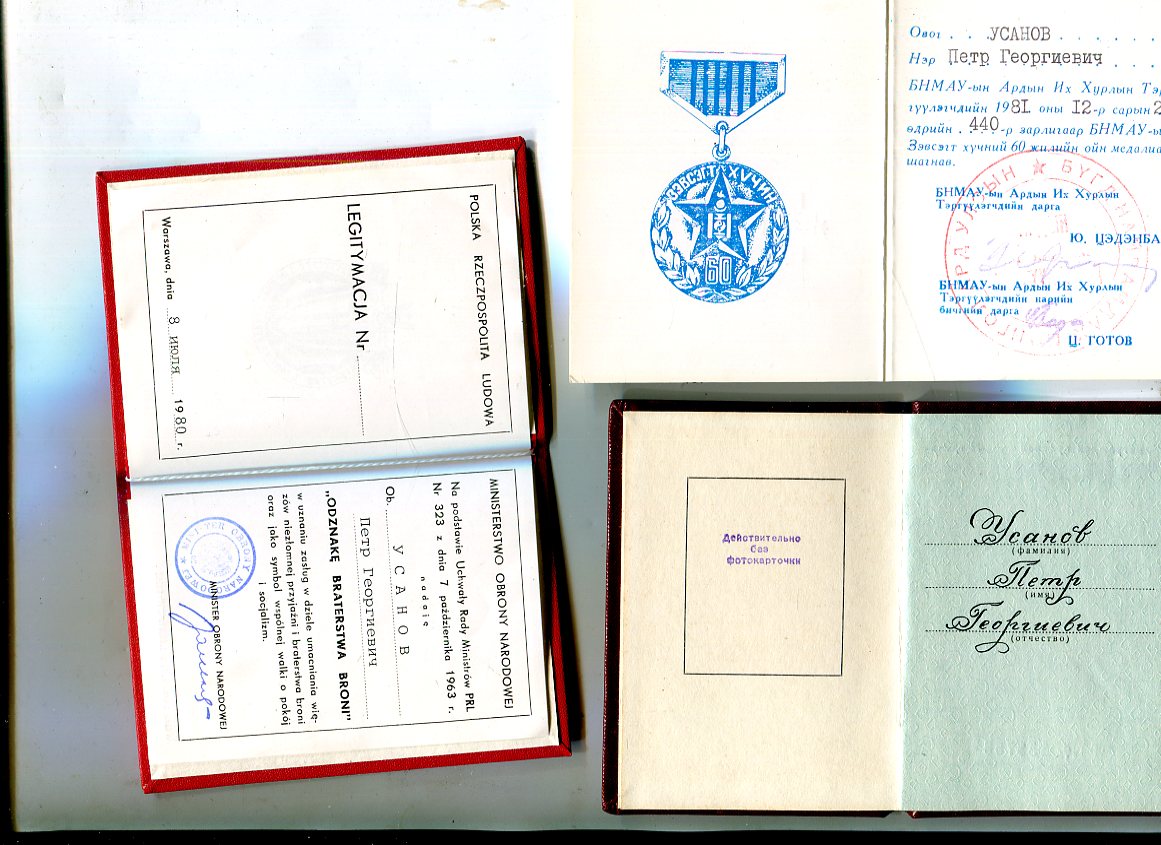 POLSKA RZECZPOSPOLITA LUDOWA
LEGITYMACJA Nr
Warszawa, dnia 8 июля 1980 r.
MINISTERSTWO OBRONY NARODOWEJ
Na podstawie Uchwały Rady Ministrów PRL
Nr 323 z dnia 7 października 1963 r.
nadaję
Ob. УСАНОВ
Петр Георгиевич
„ODZNAKĘ BRATERSTWA BRONI"
w uznaniu zasług w dziele umacniania wię-
zów niezłomnej przyjaźni i braterstwa broni
oraz jako symbol wspólnej walki o pokój
i socjalizm.
MINISTER OBRONY NARODOWEJ
ЗЭВСЭГТ ХҮЧИН
60
Овог УСАНОВ
Нэр Петр Георгиевич
БНМАУ-ын Ардын Их Хурлын Тэр
гүүлэгчдийн 1981 оны 12-р сарын 2
өдрийн 440-р зарлигаар БНМАУ-ы
Зэвсэгт хүчний 60 жилийн ойн медалиа
шагнав.
БНМАУ-ын Ардын Их Хурлын
Тэргүүлэгчдийн дарга
Ю. ЦЭДЭНБА
БНМАУ-ын Ардын Их Хурлын
Тэргүүлэгчдийн нарийн
бичгийн дарга
Ц. ГОТОВ
Действительно
без
фотокарточки
Усанов
(фамилия)
Петр
(имя)
Георгиевич
(отчество)